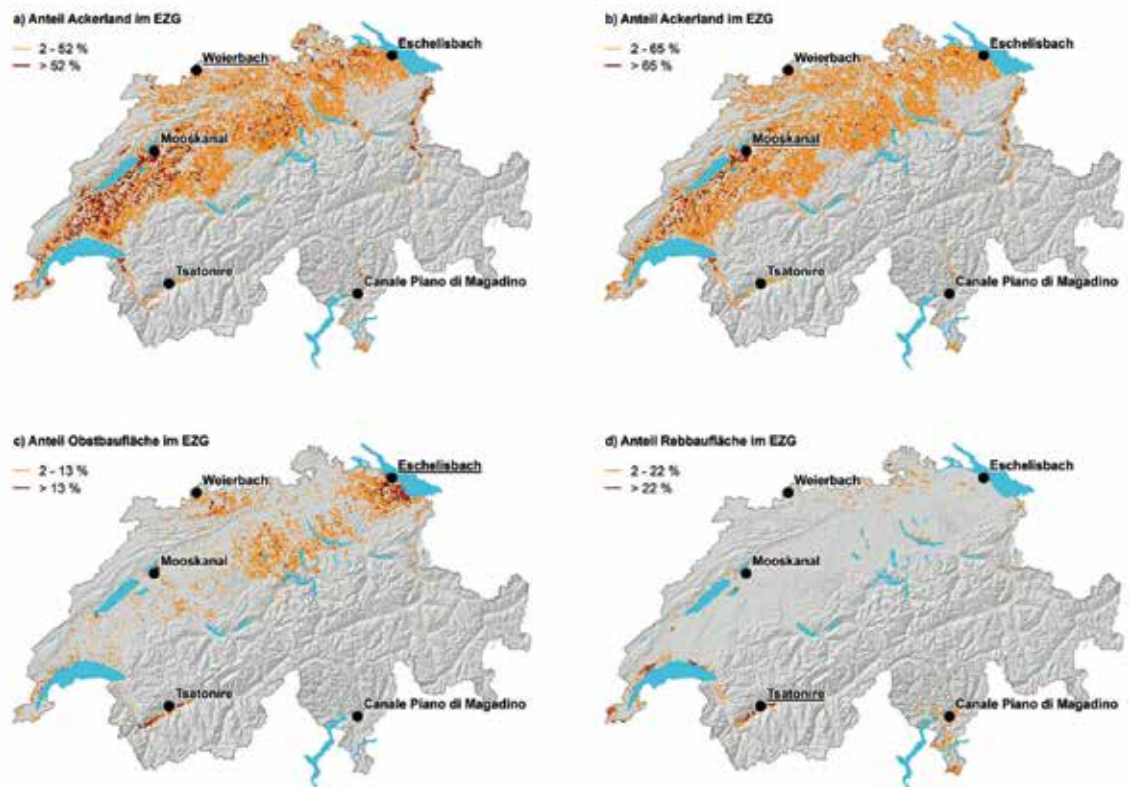 a) Anteil Ackerland im EZG
2 - 52 %
> 52 %
Weierbach
Eschelisbach
Mooskanal
Tsatonire
Canale Piano di Magadino
b) Anteil Ackerland im EZG
2 - 65 %
> 65 %
Weierbach
Eschelisbach
Mooskanal
Tsatonire
Canale Piano di Magadino
c) Anteil Obstbaufläche im EZG
2 - 13 %
> 13 %
Weierbach
Eschelisbach
Mooskanal
Tsatonire
Canale Piano di Magadino
d) Anteil Rebbaufläche im EZG
2 - 22 %
> 22 %
Weierbach
Eschelisbach
Mooskanal
Tsatonire
Canale Piano di Magadino